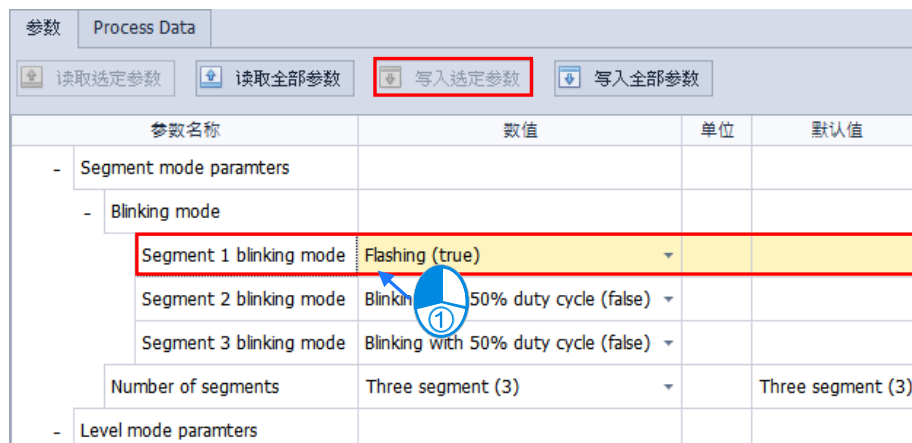 参数 Process Data
读取选定参数 读取全部参数 写入选定参数 写入全部参数
参数名称 数值 单位 默认值
- Segment mode paramters
- Blinking mode
Segment 1 blinking mode Flashing (true)
Segment 2 blinking mode Blinkin 50% duty cycle (false)
①
Segment 3 blinking mode Blinking with 50% duty cycle (false)
Number of segments Three segment (3) Three segment (3)
- Level mode paramters